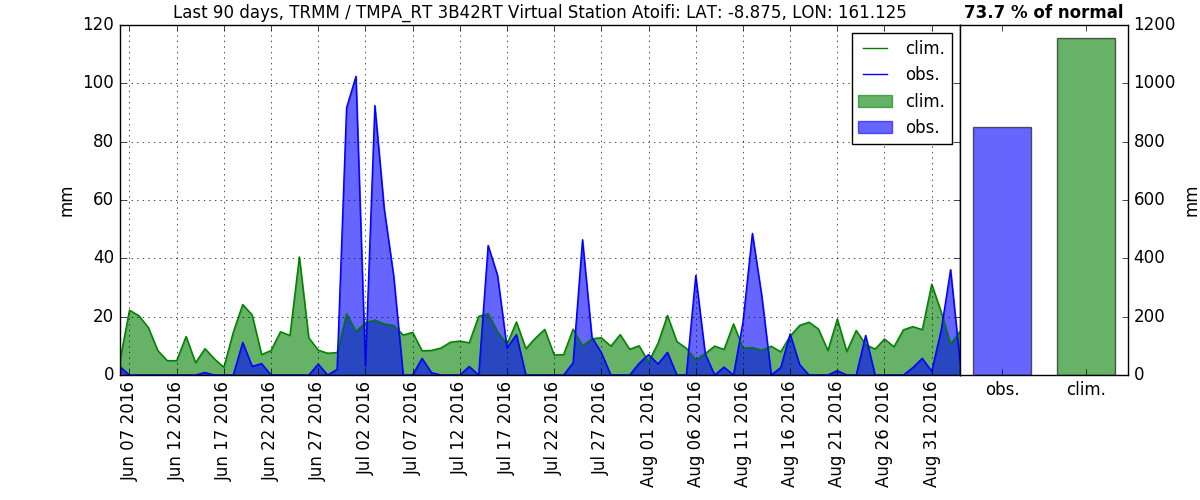 Last 90 days, TRMM / TMPA_RT 3B42RT Virtual Station Atoifi: LAT: -8.875, LON: 161.125
73.7 % of normal
120
100
80
60
40
20
0
mm
clim.
obs.
clim.
obs.
1200
1000
800
600
400
200
0
mm
Jun 07 2016
Jun 12 2016
Jun 17 2016
Jun 22 2016
Jun 27 2016
Jul 02 2016
Jul 07 2016
Jul 12 2016
Jul 17 2016
Jul 22 2016
Jul 27 2016
Aug 01 2016
Aug 06 2016
Aug 11 2016
Aug 16 2016
Aug 21 2016
Aug 26 2016
Aug 31 2016
obs.
clim.